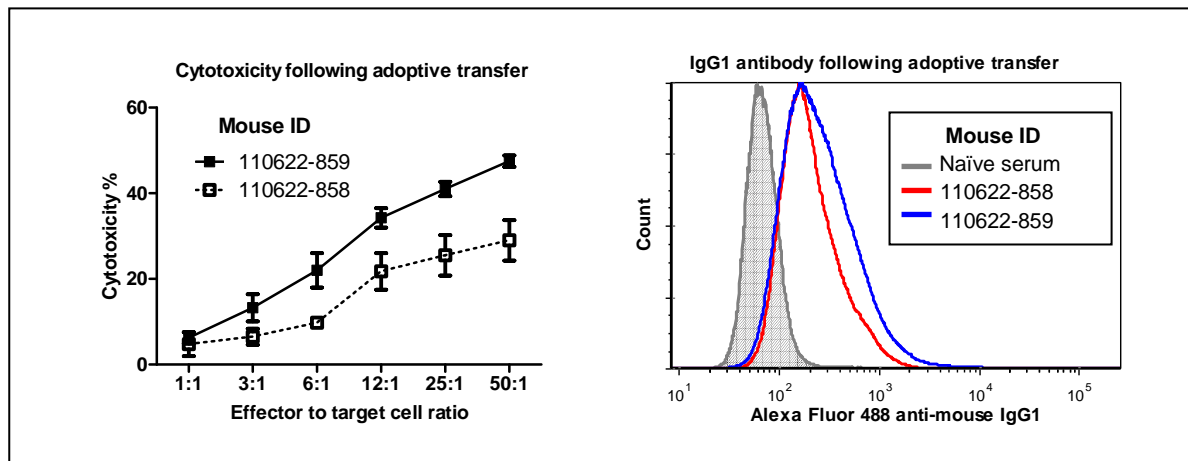 Cytotoxicity following adoptive transfer
Cytotoxicity %
60
40
20
0
Mouse ID
110622-859
110622-858
1:1 3:1 6:1 12:1 25:1 50:1
Effector to target cell ratio
IgG1 antibody following adoptive transfer
Count
Mouse ID
Naïve serum
110622-858
110622-859
10¹ 10² 10³ 10⁴ 10⁵
Alexa Fluor 488 anti-mouse IgG1